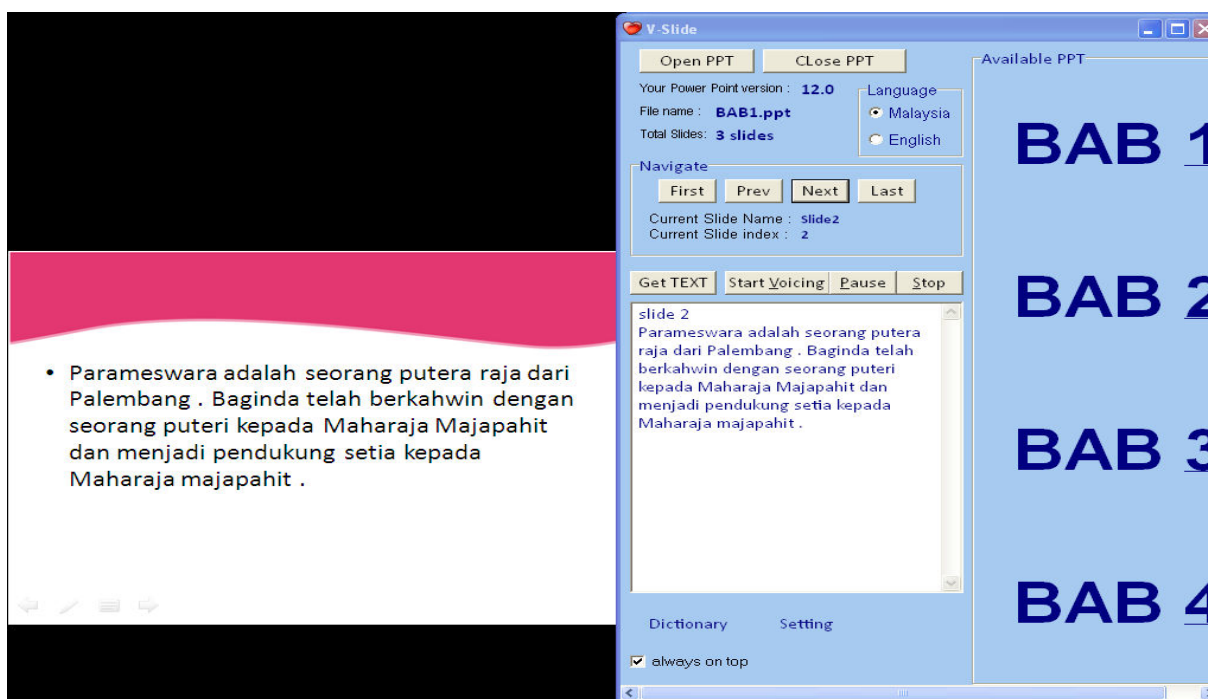 • Parameswara adalah seorang putera raja dari
Palembang . Baginda telah berkahwin dengan
seorang puteri kepada Maharaja Majapahit
dan menjadi pendukung setia kepada
Maharaja majapahit .
V-Slide
Open PPT CLose PPT
Your Power Point version : 12.0
File name : BAB1.ppt
Total Slides: 3 slides
Language
Malaysia
English
Navigate
First Prev Next Last
Current Slide Name : Slide2
Current Slide index : 2
Get TEXT Start Voicing Pause Stop
slide 2
Parameswara adalah seorang putera
raja dari Palembang . Baginda telah
berkahwin dengan seorang puteri
kepada Maharaja Majapahit dan
menjadi pendukung setia kepada
Maharaja majapahit .
Dictionary Setting
always on top
Available PPT
BAB 1
BAB 2
BAB 3
BAB 4